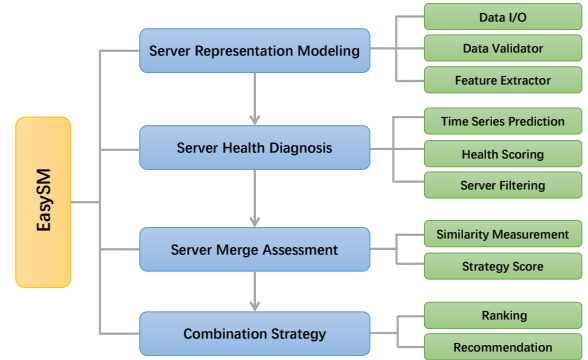 EasySM
Server Representation Modeling
Data I/O
Data Validator
Feature Extractor
Server Health Diagnosis
Time Series Prediction
Health Scoring
Server Filtering
Server Merge Assessment
Similarity Measurement
Strategy Score
Combination Strategy
Ranking
Recommendation